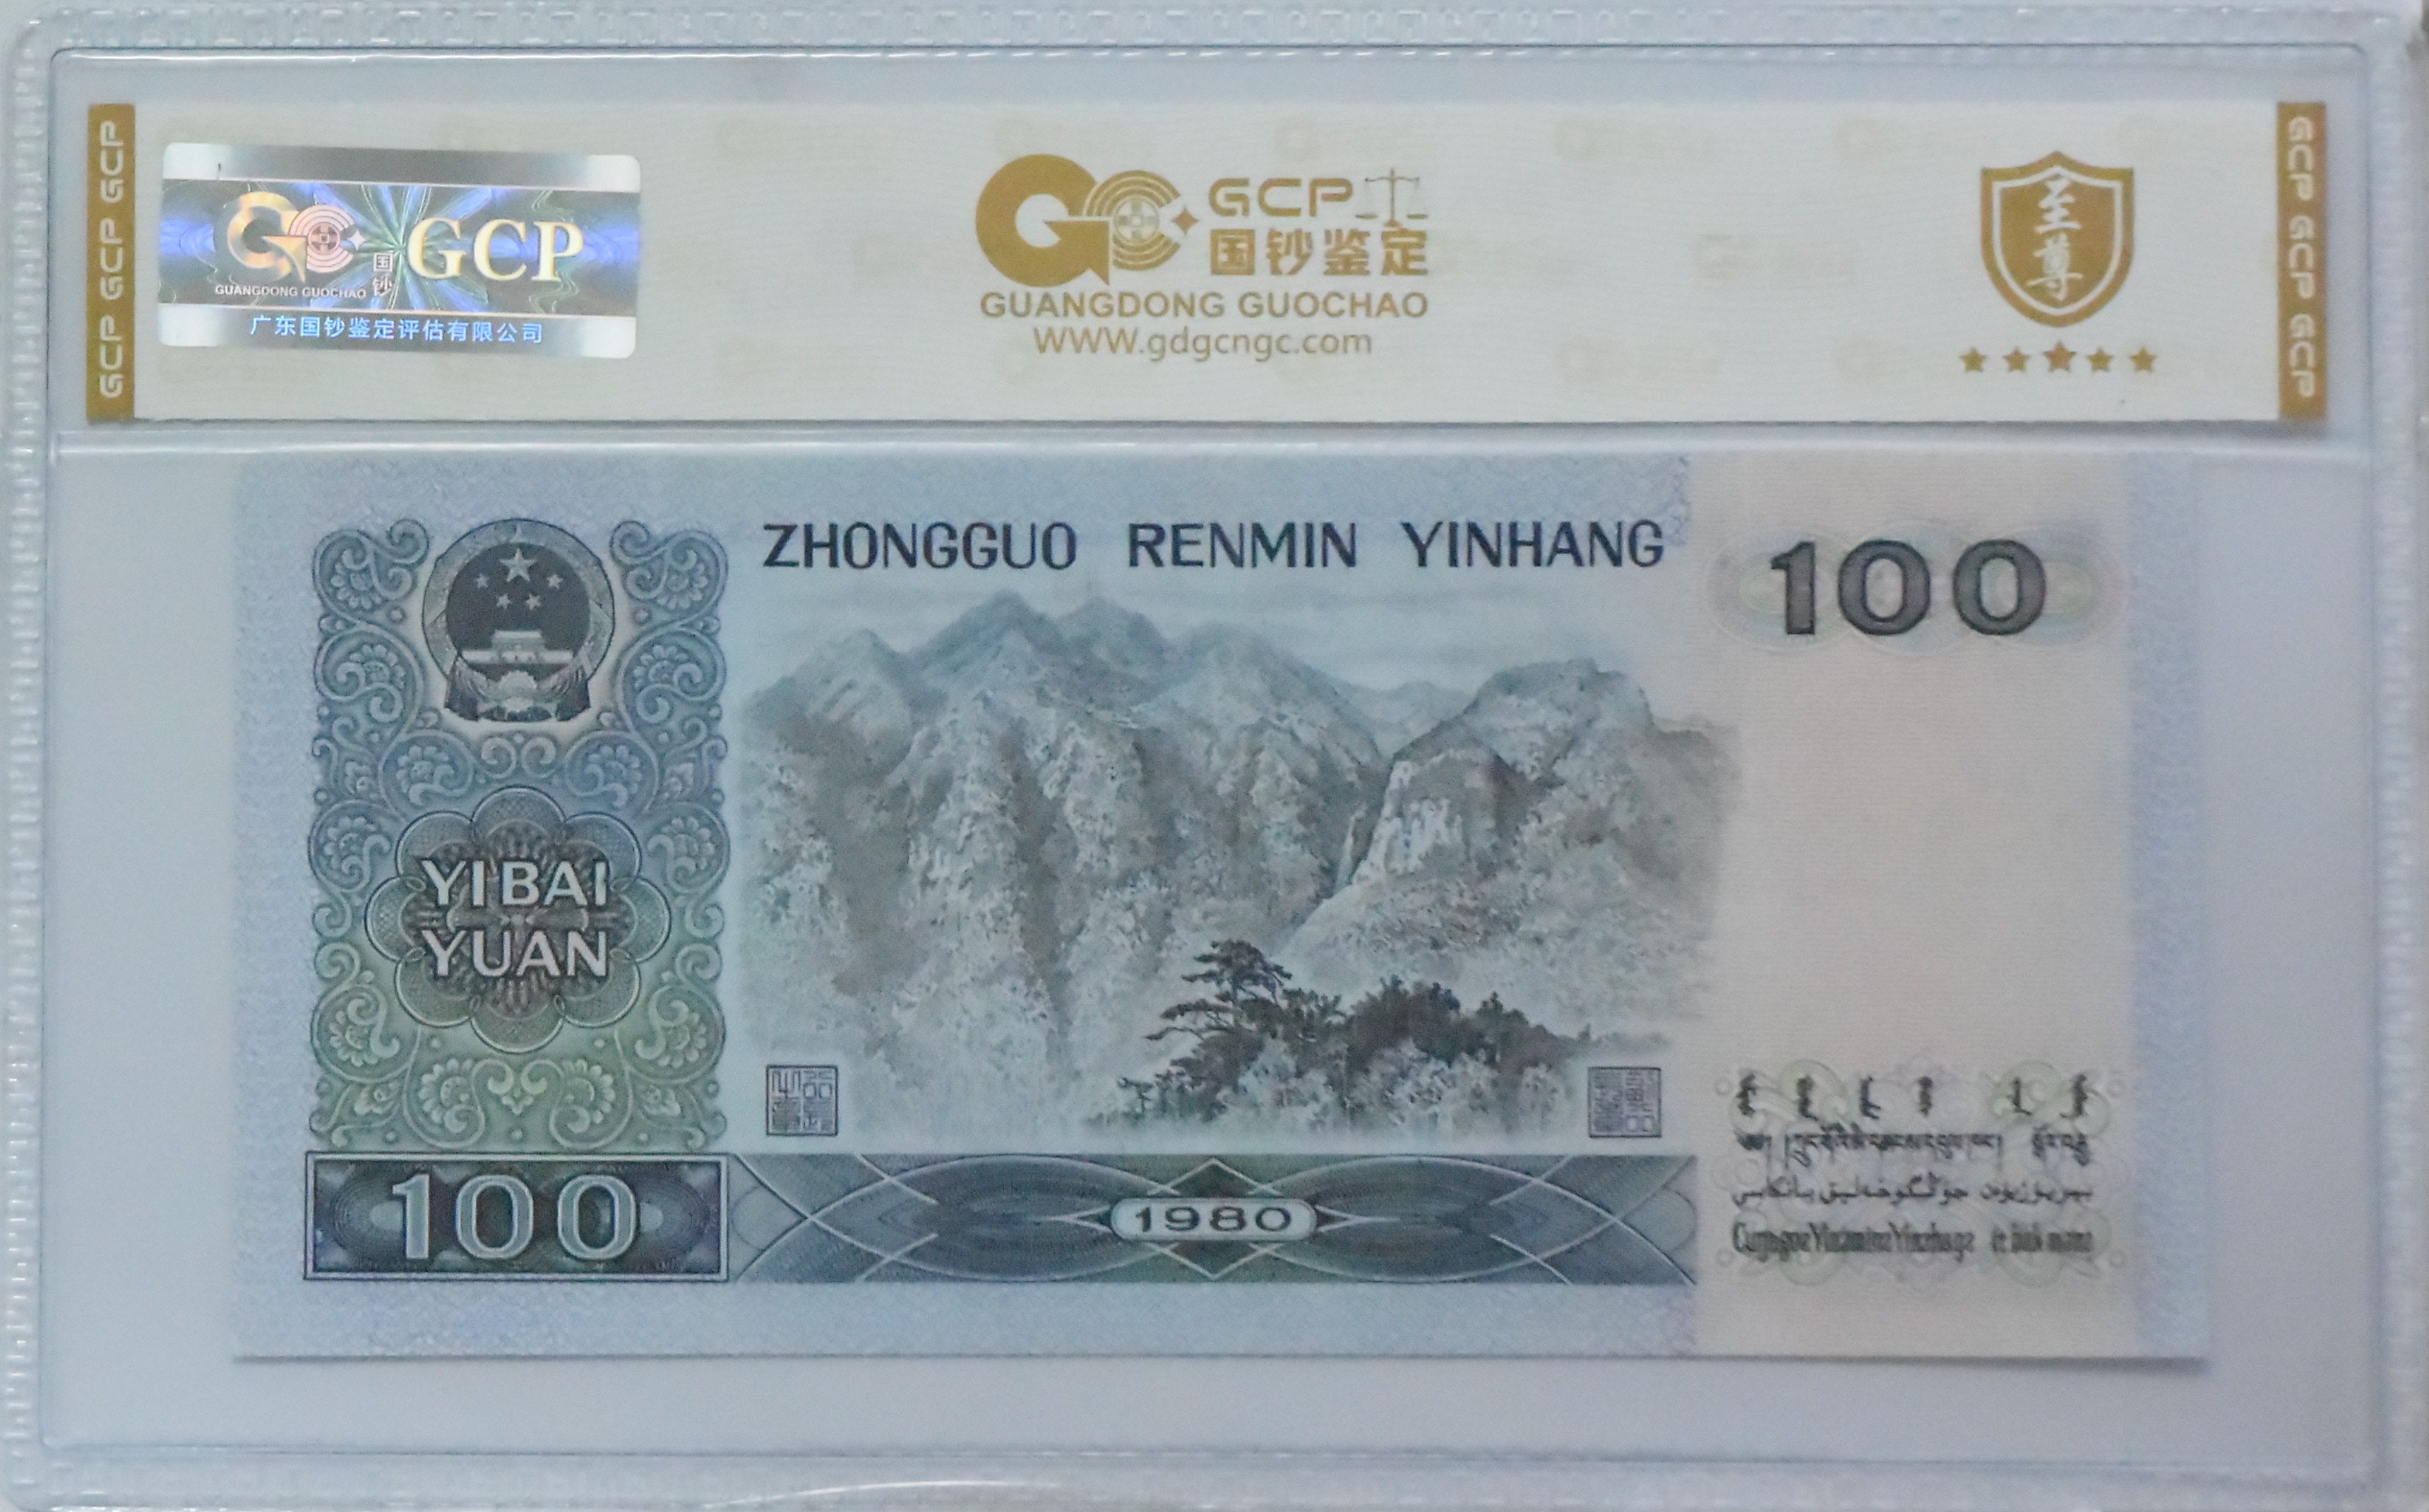 GCP GCP GCP
国钞
GCP
GUANGDONG GUOCHAO
广东国钞鉴定评估有限公司
GCP
国钞鉴定
GUANGDONG GUOCHAO
WWW.gdgcngc.com
至尊
GCP GCP GCP
ZHONGGUO RENMIN YINHANG
100
YIBAI
YUAN
100
1980